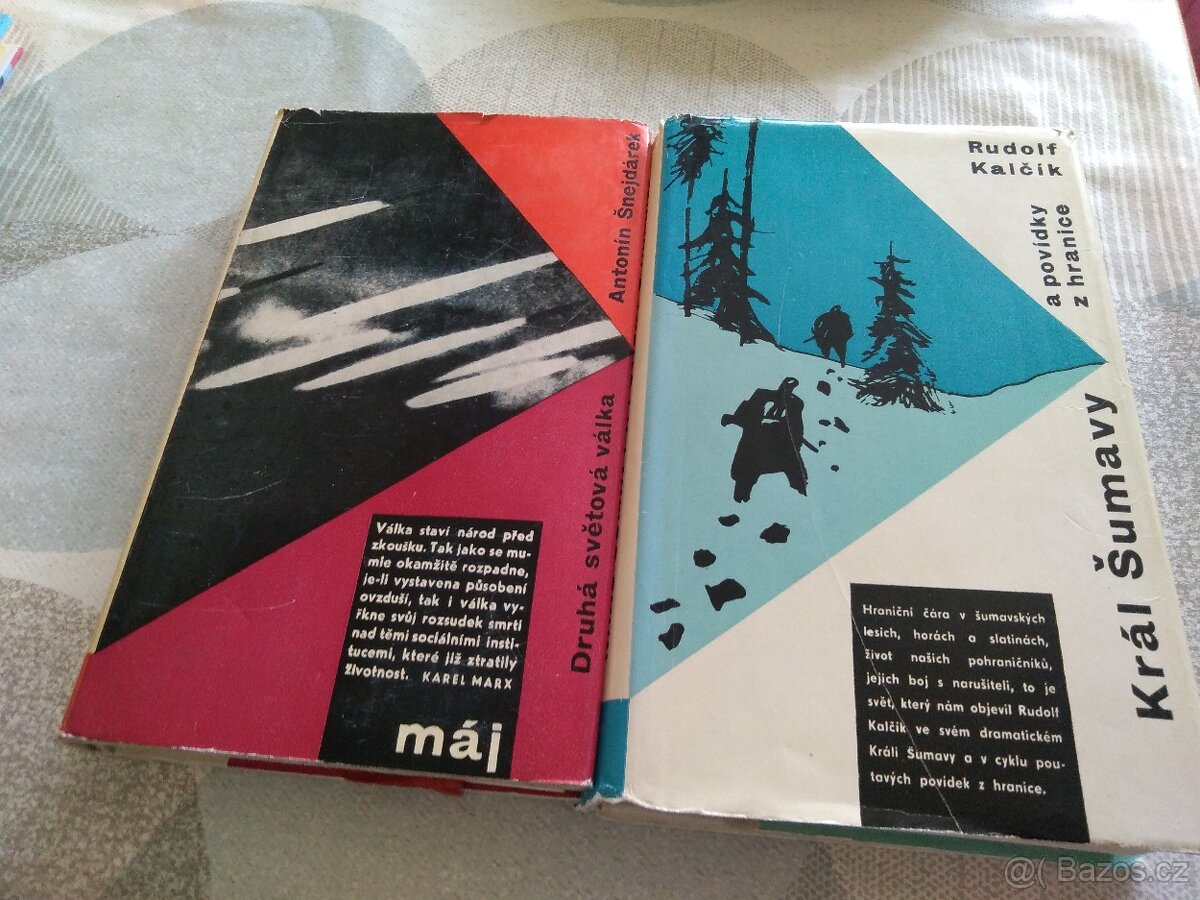 Antonín Šnejdárek
Druhá světová válka
Válka staví národ před
zkoušku. Tak jako se mu-
mie okamžitě rozpadne,
je-li vystavena působení
ovzduší, tak i válka vy-
řkne svůj rozsudek smrti
nad těmi sociálními insti-
tucemi, které již ztratily
životnost. KAREL MARX
máj
Rudolf
Kalčík
Král Šumavy
a povídky
z hranice
Hraniční čára v šumavských
lesích, horách a slatinách,
život našich pohraničníků,
jejich boj s narušiteli, to je
svět, který nám objevil Rudolf
Kalčík ve svém dramatickém
Králi Šumavy a v cyklu pou-
tavých povídek z hranice.
@( Bazos.cz